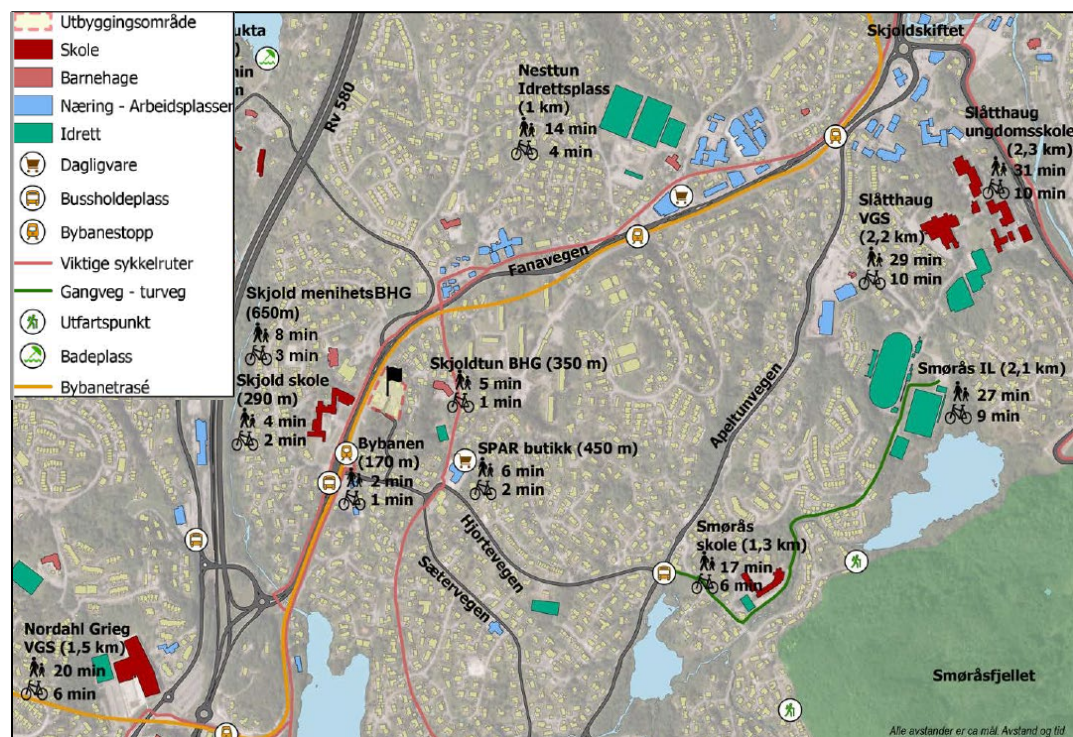 Utbyggingsområde
Skole
Barnehage
Næring - Arbeidsplasser
Idrett
Dagligvare
Bussholdeplass
Bybanestopp
Viktige sykkelruter
Gangveg - turveg
Utfartspunkt
Badeplass
Bybanetrasé
ukta
Rv 580
Skjoldskiftet
Nesttun
Idrettsplass
(1 km)
14 min
4 min
Slåtthaug
ungdomsskole
(2,3 km)
31 min
10 min
Slåtthaug
VGS
(2,2 km)
29 min
10 min
Fanavegen
Skjold menihetsBHG
(650m)
8 min
3 min
Skjold skole
(290 m)
4 min
2 min
Skjoldtun BHG (350 m)
5 min
1 min
Apeltunvegen
Smørås IL (2,1 km)
27 min
9 min
Bybanen
(170 m)
2 min
1 min
SPAR butikk (450 m)
6 min
2 min
Hjortevegen
Sætervegen
Smørås
skole (1,3 km)
17 min
6 min
Nordahl Grieg
VGS (1,5 km)
20 min
6 min
Smøråsfjellet
Alle avstander er ca mål. Avstand og tid